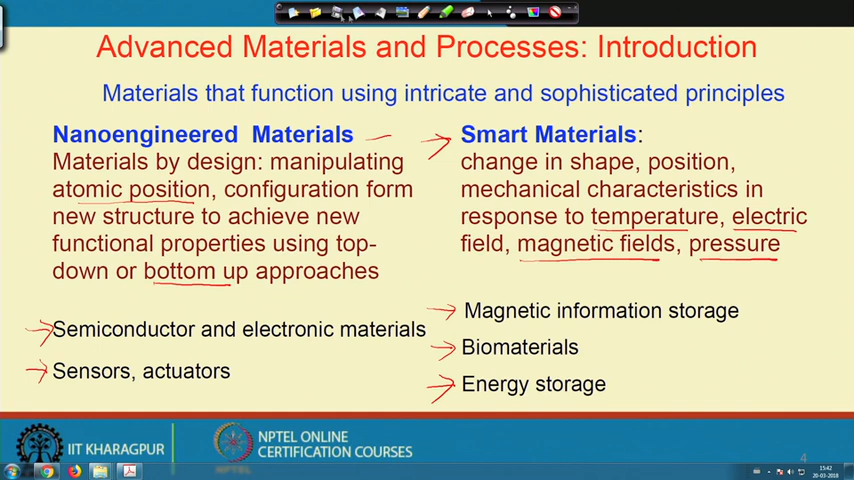 Advanced Materials and Processes: Introduction
Materials that function using intricate and sophisticated principles
Nanoengineered Materials
Materials by design: manipulating
atomic position, configuration form
new structure to achieve new
functional properties using top-
down or bottom up approaches
Smart Materials:
change in shape, position,
mechanical characteristics in
response to temperature, electric
field, magnetic fields, pressure
Semiconductor and electronic materials
Sensors, actuators
Magnetic information storage
Biomaterials
Energy storage
IIT KHARAGPUR
NPTEL ONLINE
CERTIFICATION COURSES
4
15:42
20-03-2018